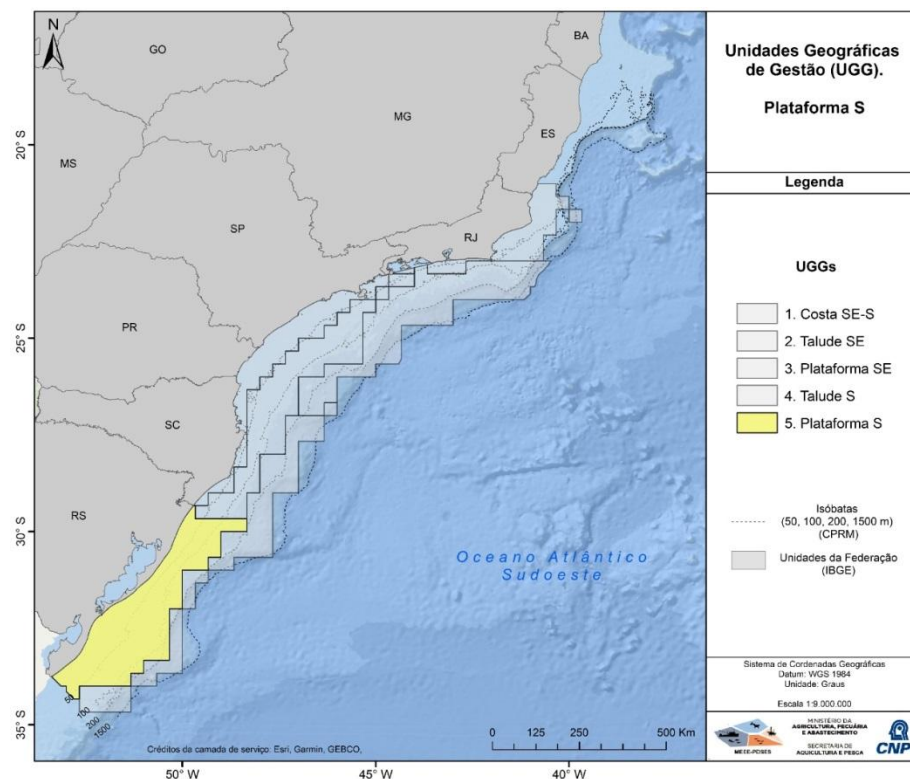 N
GO
BA
MG
ES
MS
SP
RJ
PR
SC
RS
20° S
25° S
30° S
35° S
50° W
45° W
40° W
50
100
200
1500
Oceano Atlântico
Sudoeste
0 125 250 500 Km
Créditos da camada de serviço: Esri, Garmin, GEBCO,
Unidades Geográficas
de Gestão (UGG).
Plataforma S
Legenda
UGGs
1. Costa SE-S
2. Talude SE
3. Plataforma SE
4. Talude S
5. Plataforma S
Isóbatas
(50, 100, 200, 1500 m)
(CPRM)
Unidades da Federação
(IBGE)
Sistema de Cordenadas Geográficas
Datum: WGS 1984
Unidade: Graus
Escala 1:9.000.000
MEEE-PDSES
MINISTÉRIO DA
AGRICULTURA, PECUÁRIA
E ABASTECIMENTO
SECRETARIA DE
AQUICULTURA E PESCA
CNP